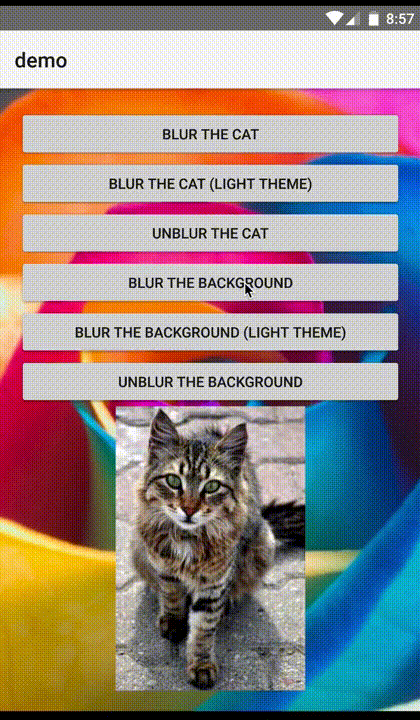 8:57
demo
BLUR THE CAT
BLUR THE CAT (LIGHT THEME)
UNBLUR THE CAT
BLUR THE BACKGROUND
BLUR THE BACKGROUND (LIGHT THEME)
UNBLUR THE BACKGROUND